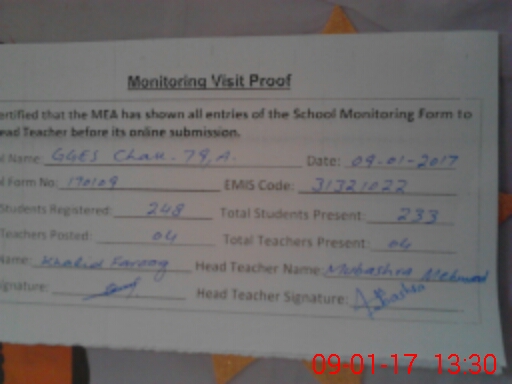 Monitoring Visit Proof
ertified that the MEA has shown all entries of the School Monitoring Form to
ead Teacher before its online submission.
l Name: GGES Chak. 79, A. Date: 09-01-2017
l Form No: 170109 EMIS Code: 31321022
Students Registered: 248 Total Students Present: 233
Teachers Posted: 04 Total Teachers Present: 04
Name: Khalid Farooq Head Teacher Name: Mubashra Mehmood
ignature: Head Teacher Signature: Mubashra
09-01-17 13:30